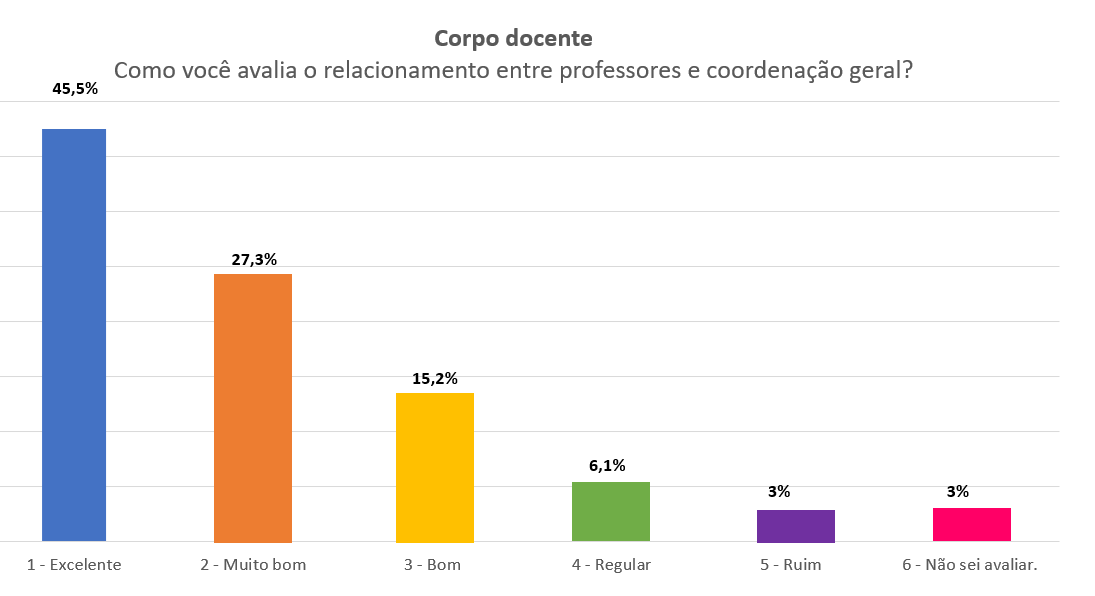 Corpo docente
Como você avalia o relacionamento entre professores e coordenação geral?
45,5%
27,3%
15,2%
6,1%
3%
3%
1 - Excelente
2 - Muito bom
3 - Bom
4 - Regular
5 - Ruim
6 - Não sei avaliar.